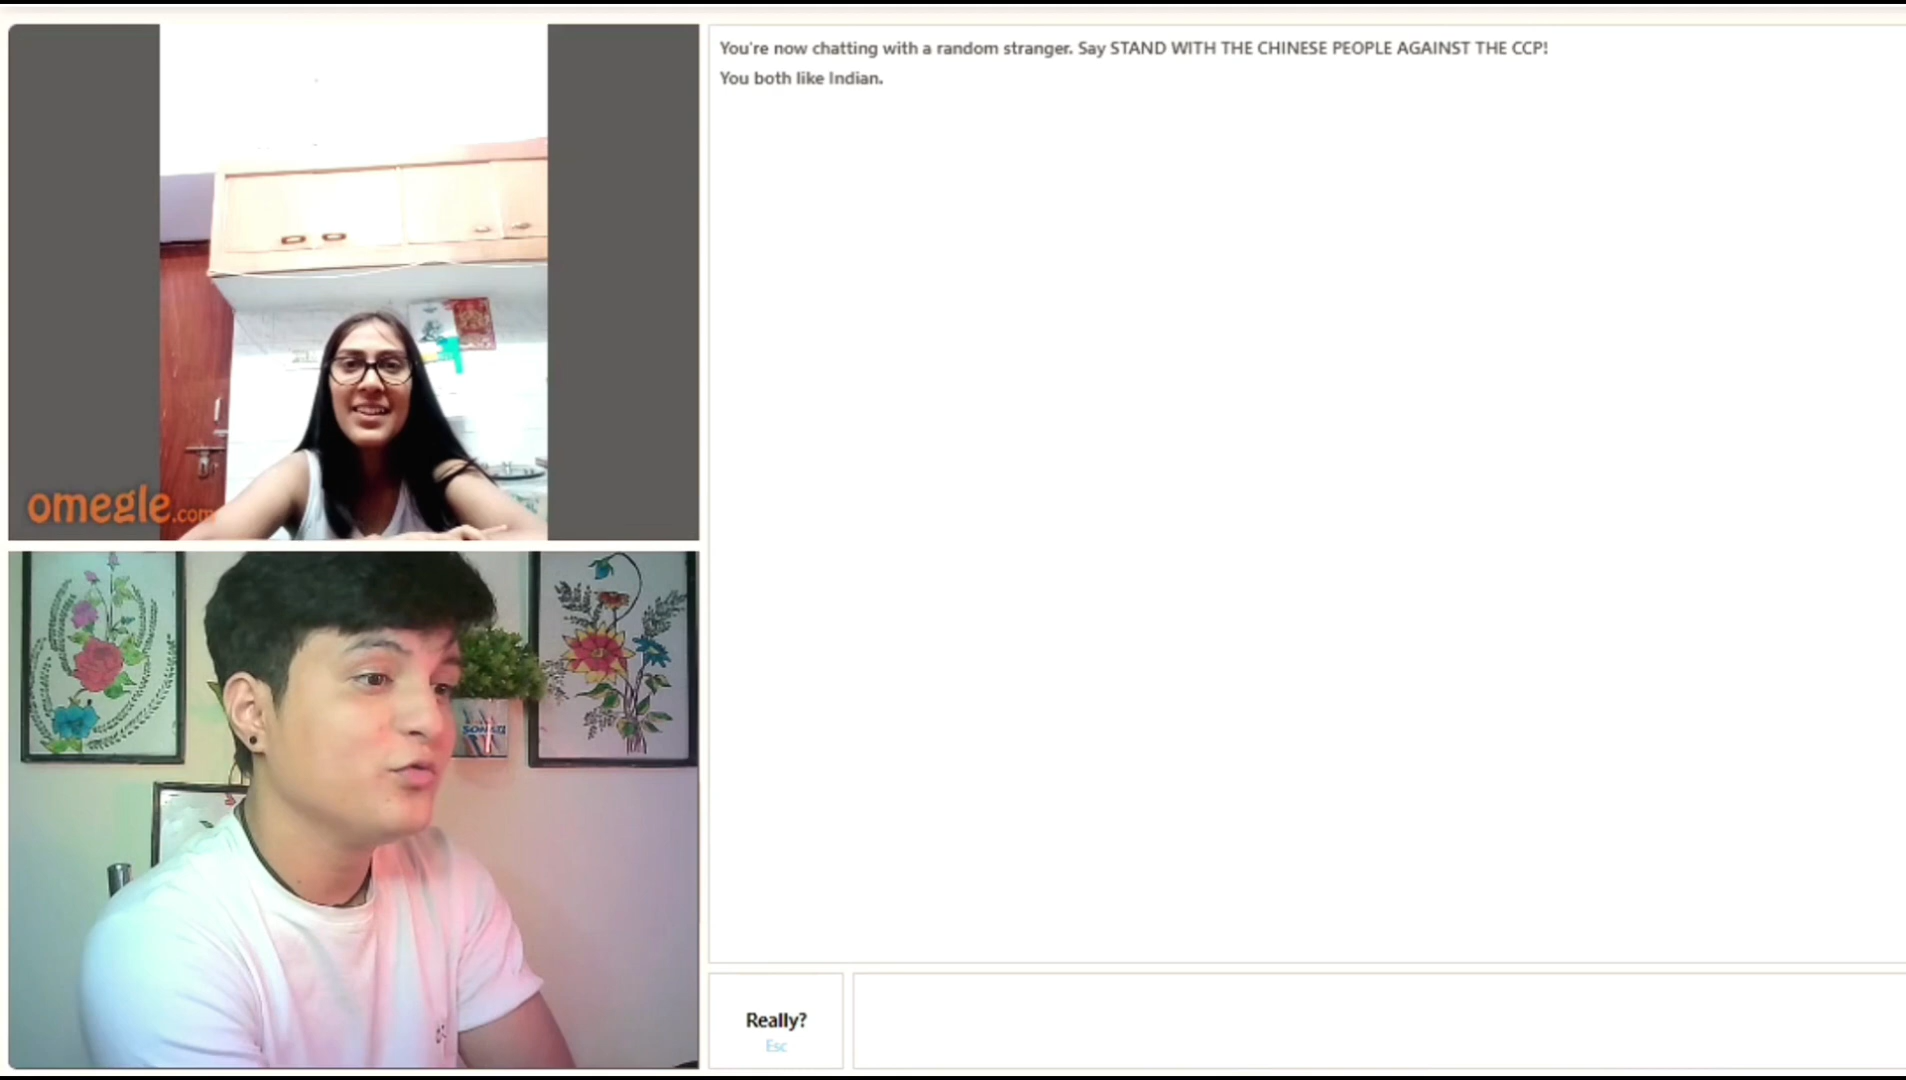 You're now chatting with a random stranger. Say STAND WITH THE CHINESE PEOPLE AGAINST THE CCP!
You both like Indian.
omegle.com
Really?
Esc